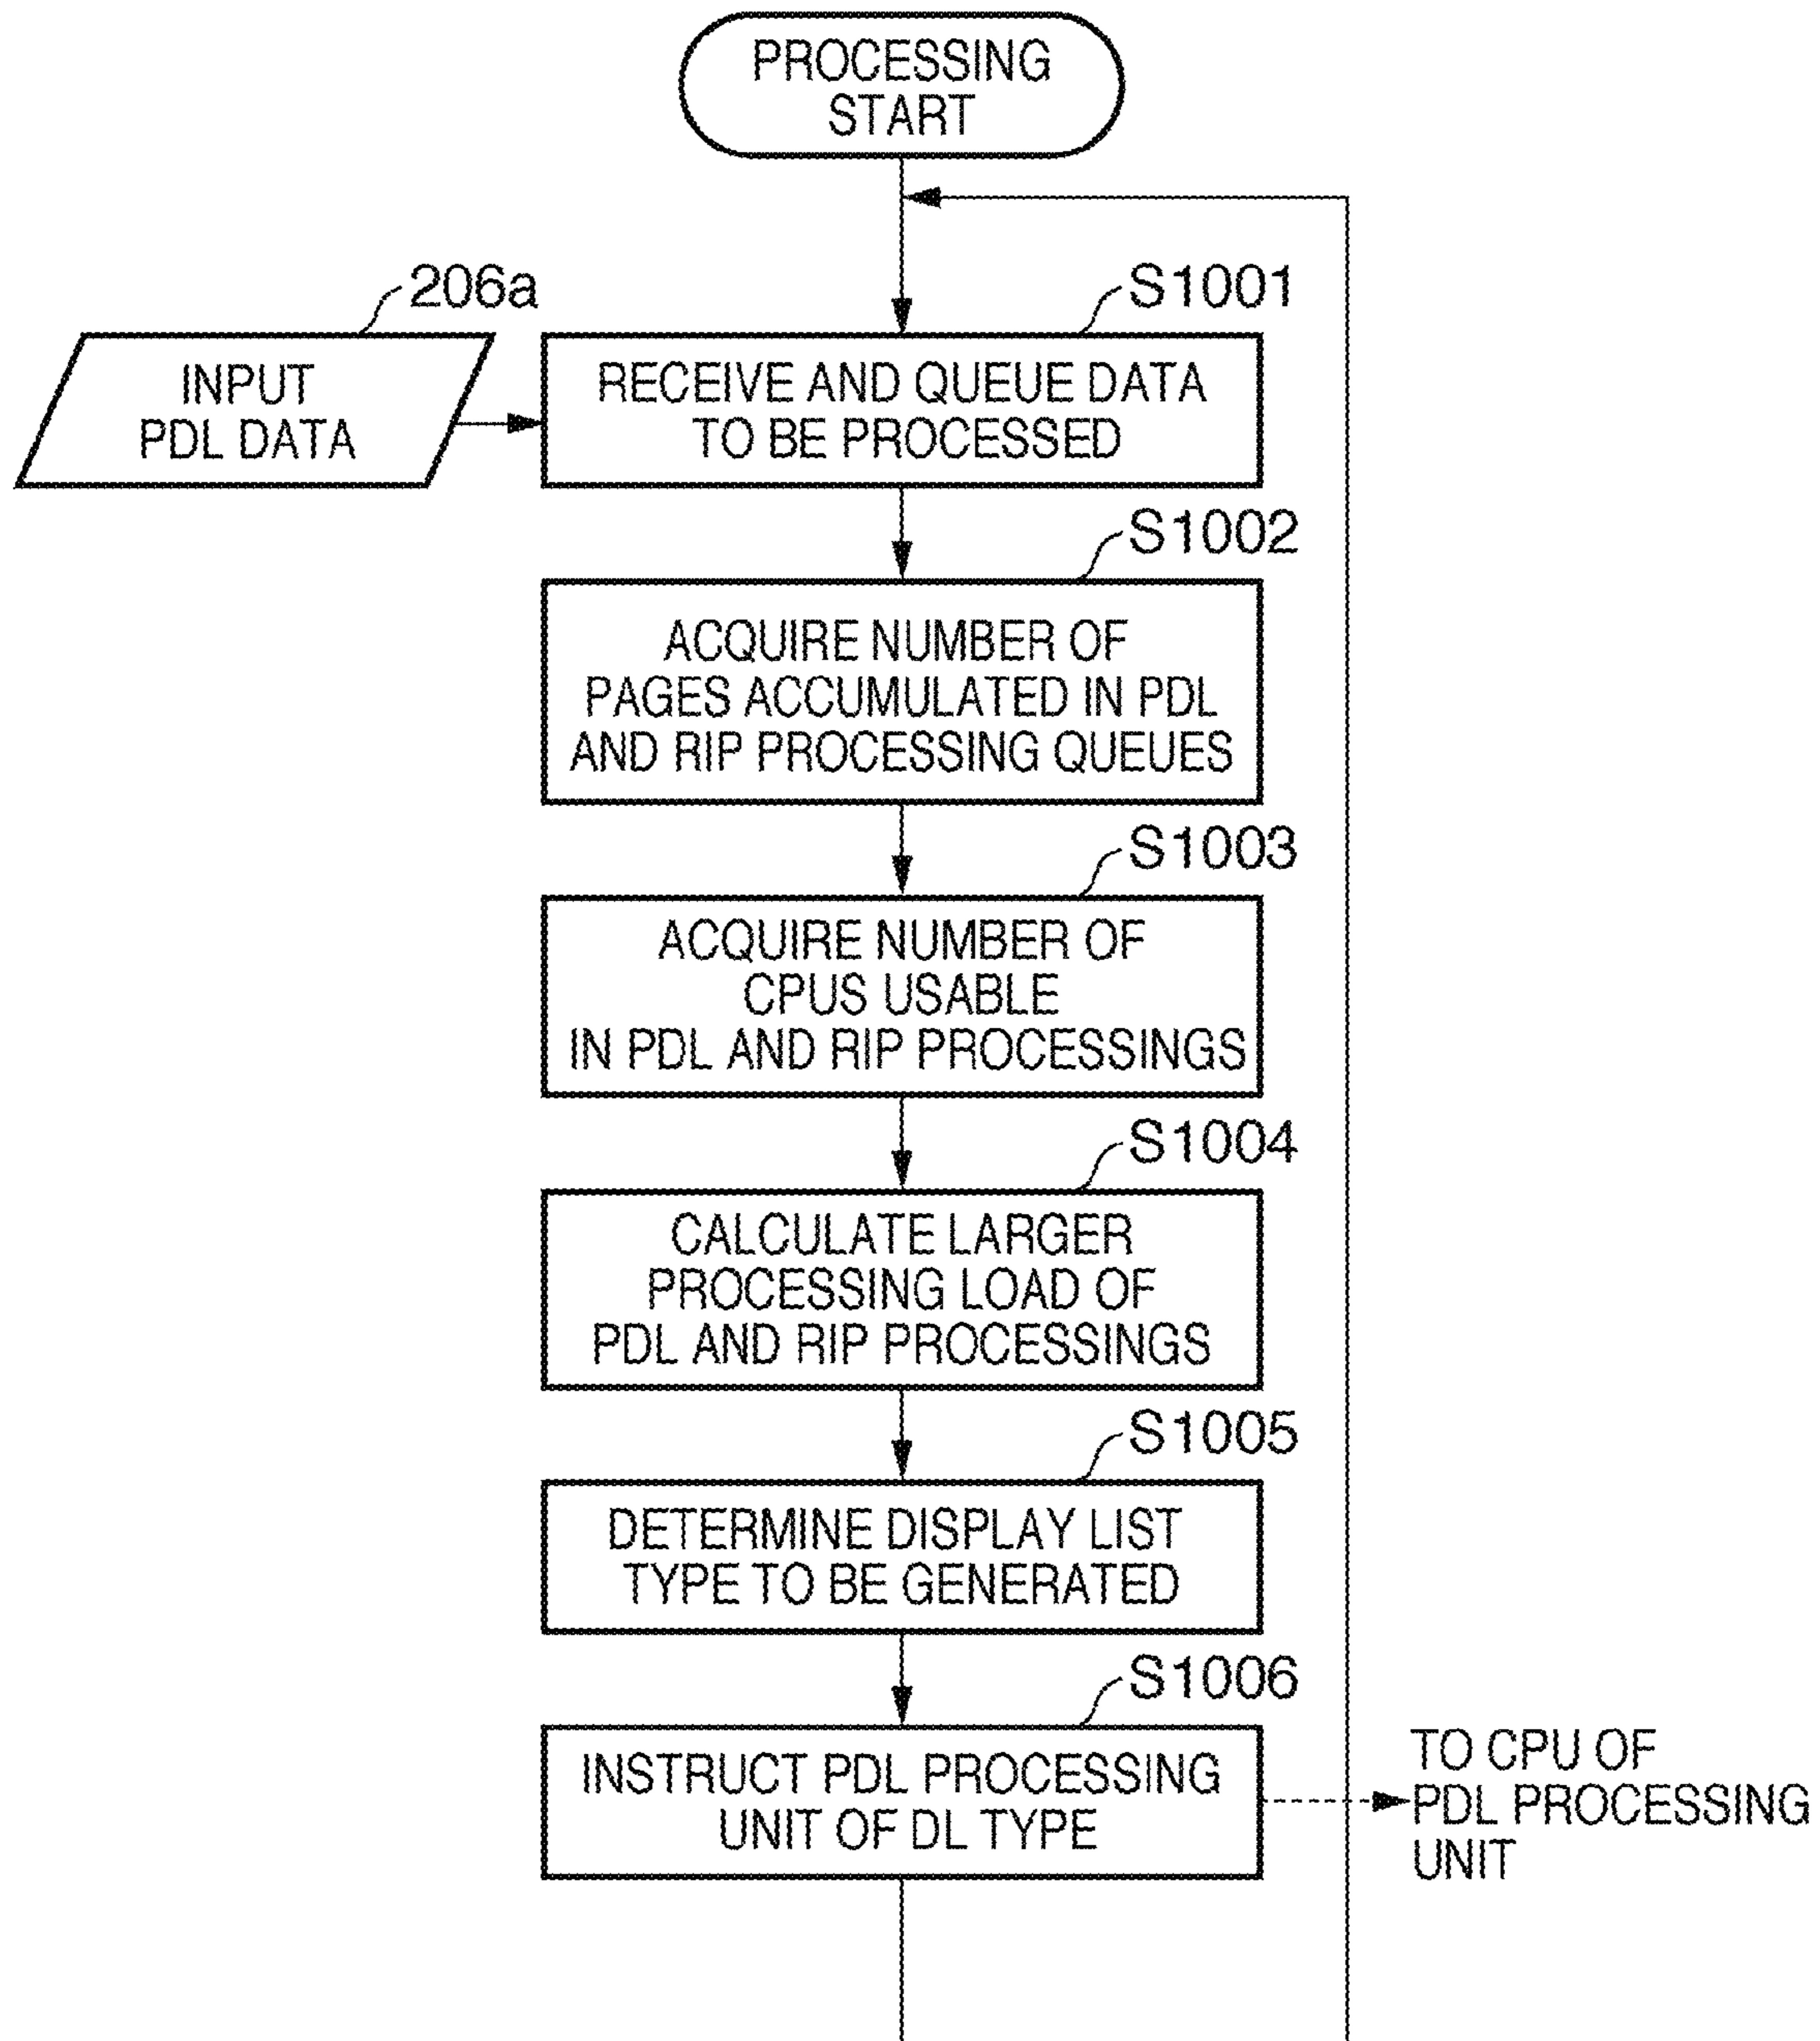 PROCESSING
START
206a
INPUT
PDL DATA
S1001
RECEIVE AND QUEUE DATA
TO BE PROCESSED
S1002
ACQUIRE NUMBER OF
PAGES ACCUMULATED IN PDL
AND RIP PROCESSING QUEUES
S1003
ACQUIRE NUMBER OF
CPUS USABLE
IN PDL AND RIP PROCESSINGS
S1004
CALCULATE LARGER
PROCESSING LOAD OF
PDL AND RIP PROCESSINGS
S1005
DETERMINE DISPLAY LIST
TYPE TO BE GENERATED
S1006
INSTRUCT PDL PROCESSING
UNIT OF DL TYPE
TO CPU OF
PDL PROCESSING
UNIT